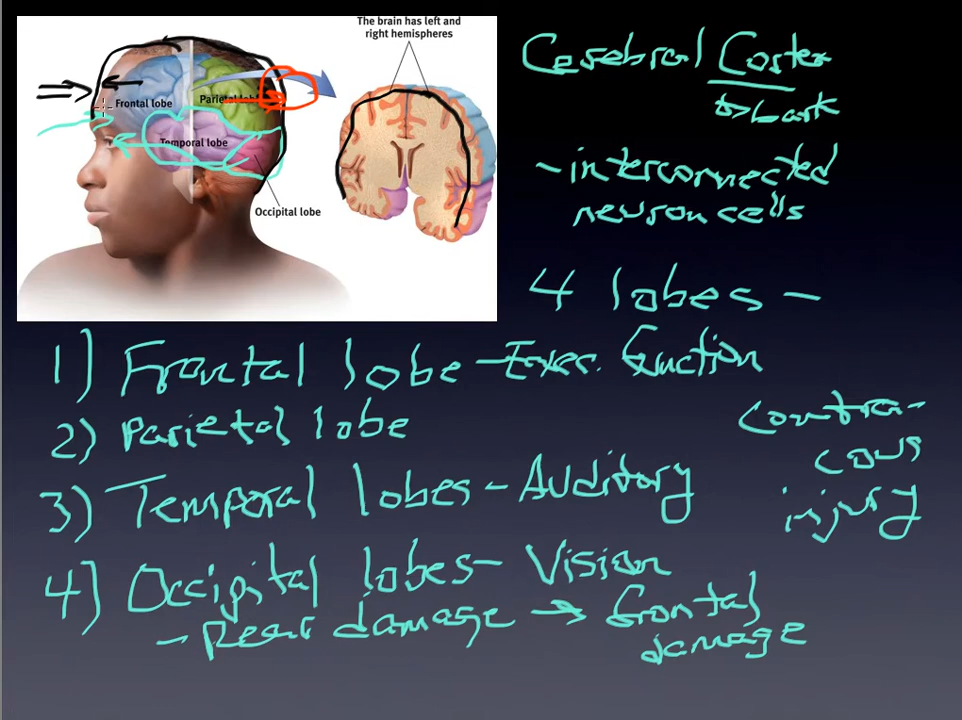 The brain has left and
right hemispheres
Frontal lobe
Parietal lobe
Temporal lobe
Occipital lobe
Cerebral Cortex
↳ bark
- interconnected
neuron cells
4 lobes -
1) Frontal lobe - Exec. function
2) Parietal lobe
3) Temporal lobes - Auditory
4) Occipital lobes - Vision
- Rear damage → frontal
damage
Contra-
cous
injury